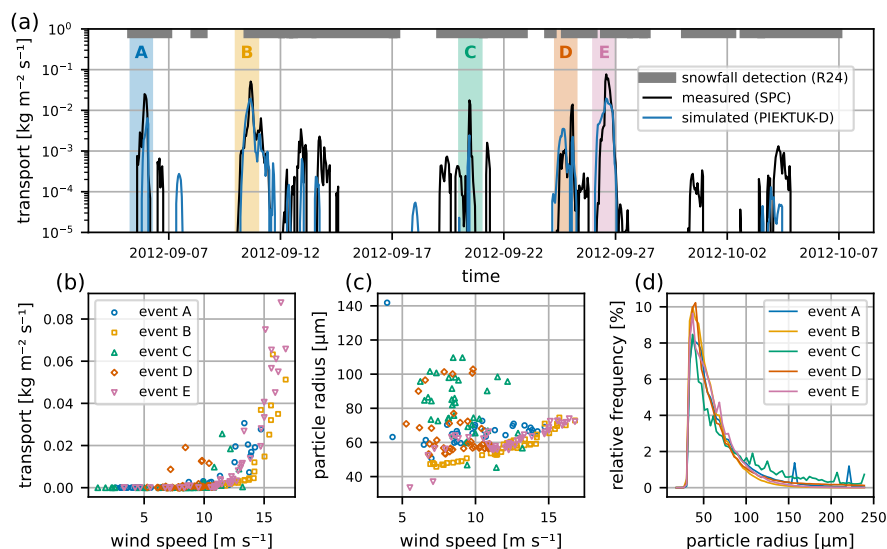 (a)
transport [kg m⁻² s⁻¹]
10⁰
10⁻¹
10⁻²
10⁻³
10⁻⁴
10⁻⁵
A
B
C
D
E
snowfall detection (R24)
measured (SPC)
simulated (PIEKTUK-D)
2012-09-07
2012-09-12
2012-09-17
2012-09-22
2012-09-27
2012-10-02
2012-10-07
time
(b)
transport [kg m⁻² s⁻¹]
0.08
0.06
0.04
0.02
0.00
event A
event B
event C
event D
event E
5
10
15
wind speed [m s⁻¹]
(c)
particle radius [µm]
140
120
100
80
60
40
5
10
15
wind speed [m s⁻¹]
(d)
relative frequency [%]
10
8
6
4
2
0
event A
event B
event C
event D
event E
50
100
150
200
250
particle radius [µm]